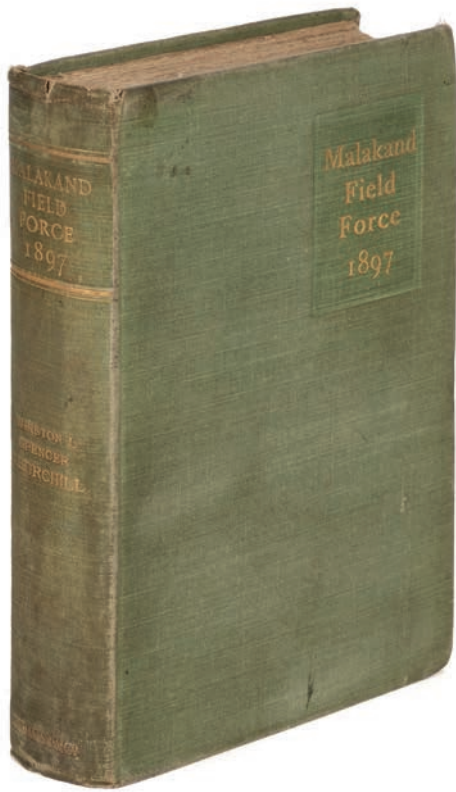 MALAKAND
FIELD
FORCE
1897
WINSTON L.
SPENCER
CHURCHILL
Malakand
Field
Force
1897